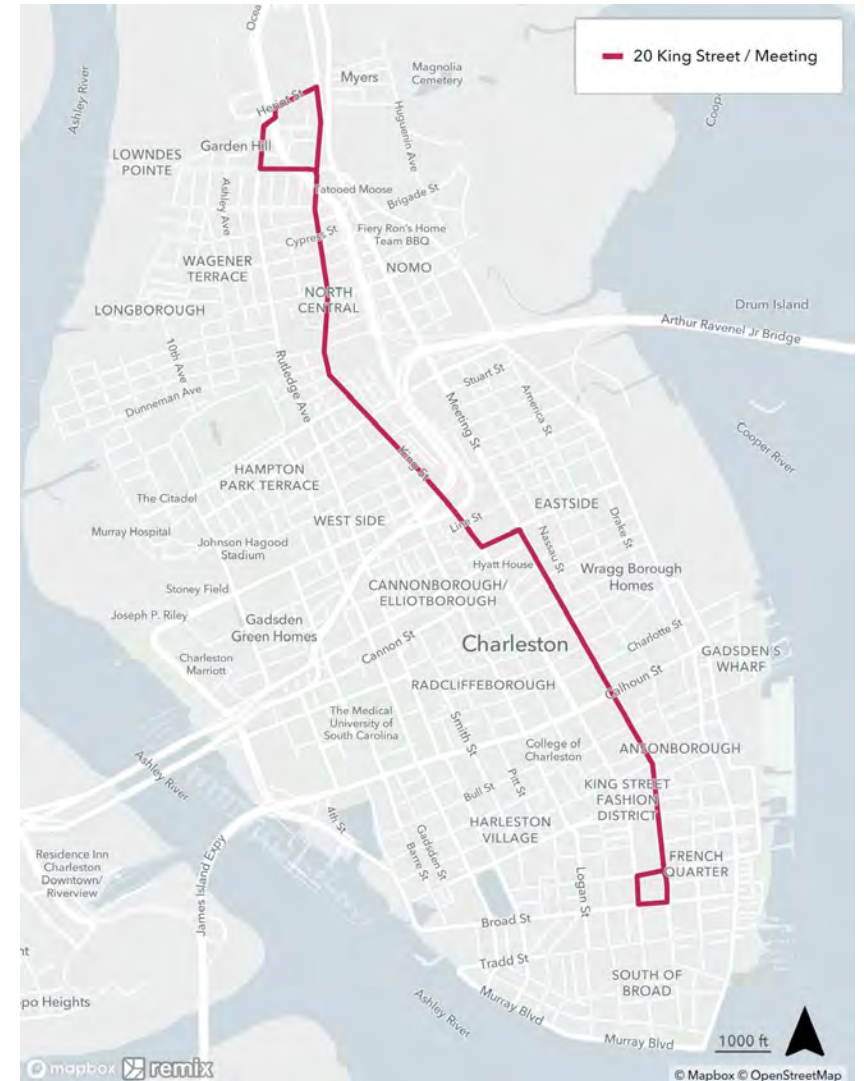 Ocea
20 King Street / Meeting
Ashley River
Myers
Magnolia
Cemetery
Heriot St
Huguenin Ave
Coop
Garden Hill
LOWNDES
POINTE
Tatooed Moose
Ashley Ave
Brigade St
Cypress St
Fiery Ron's Home
Team BBQ
WAGENER
TERRACE
NOMO
NORTH
CENTRAL
LONGBOROUGH
Drum Island
Arthur Ravenel Jr Bridge
10th Ave
Rutledge Ave
Stuart St
Dunneman Ave
Meeting St
America St
Cooper River
King St
HAMPTON
PARK TERRACE
The Citadel
EASTSIDE
WEST SIDE
Line St
Drake St
Murray Hospital
Johnson Hagood
Stadium
Nassau St
Hyatt House
Wragg Borough
Homes
Stoney Field
CANNONBOROUGH/
ELLIOTBOROUGH
Joseph P. Riley
Gadsden
Green Homes
Cannon St
Charleston
Charlotte St
Charleston
Marriott
GADSDEN'S
WHARF
RADCLIFFEBOROUGH
Calhoun St
The Medical
University of
South Carolina
Smith St
College of
Charleston
ANSONBOROUGH
Ashley River
Pitt St
Bull St
KING STREET
FASHION
DISTRICT
4th St
HARLESTON
VILLAGE
Gadsden St
Barre St
FRENCH
QUARTER
Residence Inn
Charleston
Downtown/
Riverview
James Island Expy
Logan St
Broad St
nt
Tradd St
SOUTH OF
BROAD
Ashley River
Murray Blvd
po Heights
1000 ft
Murray Blvd
mapbox remix
© Mapbox © OpenStreetMap